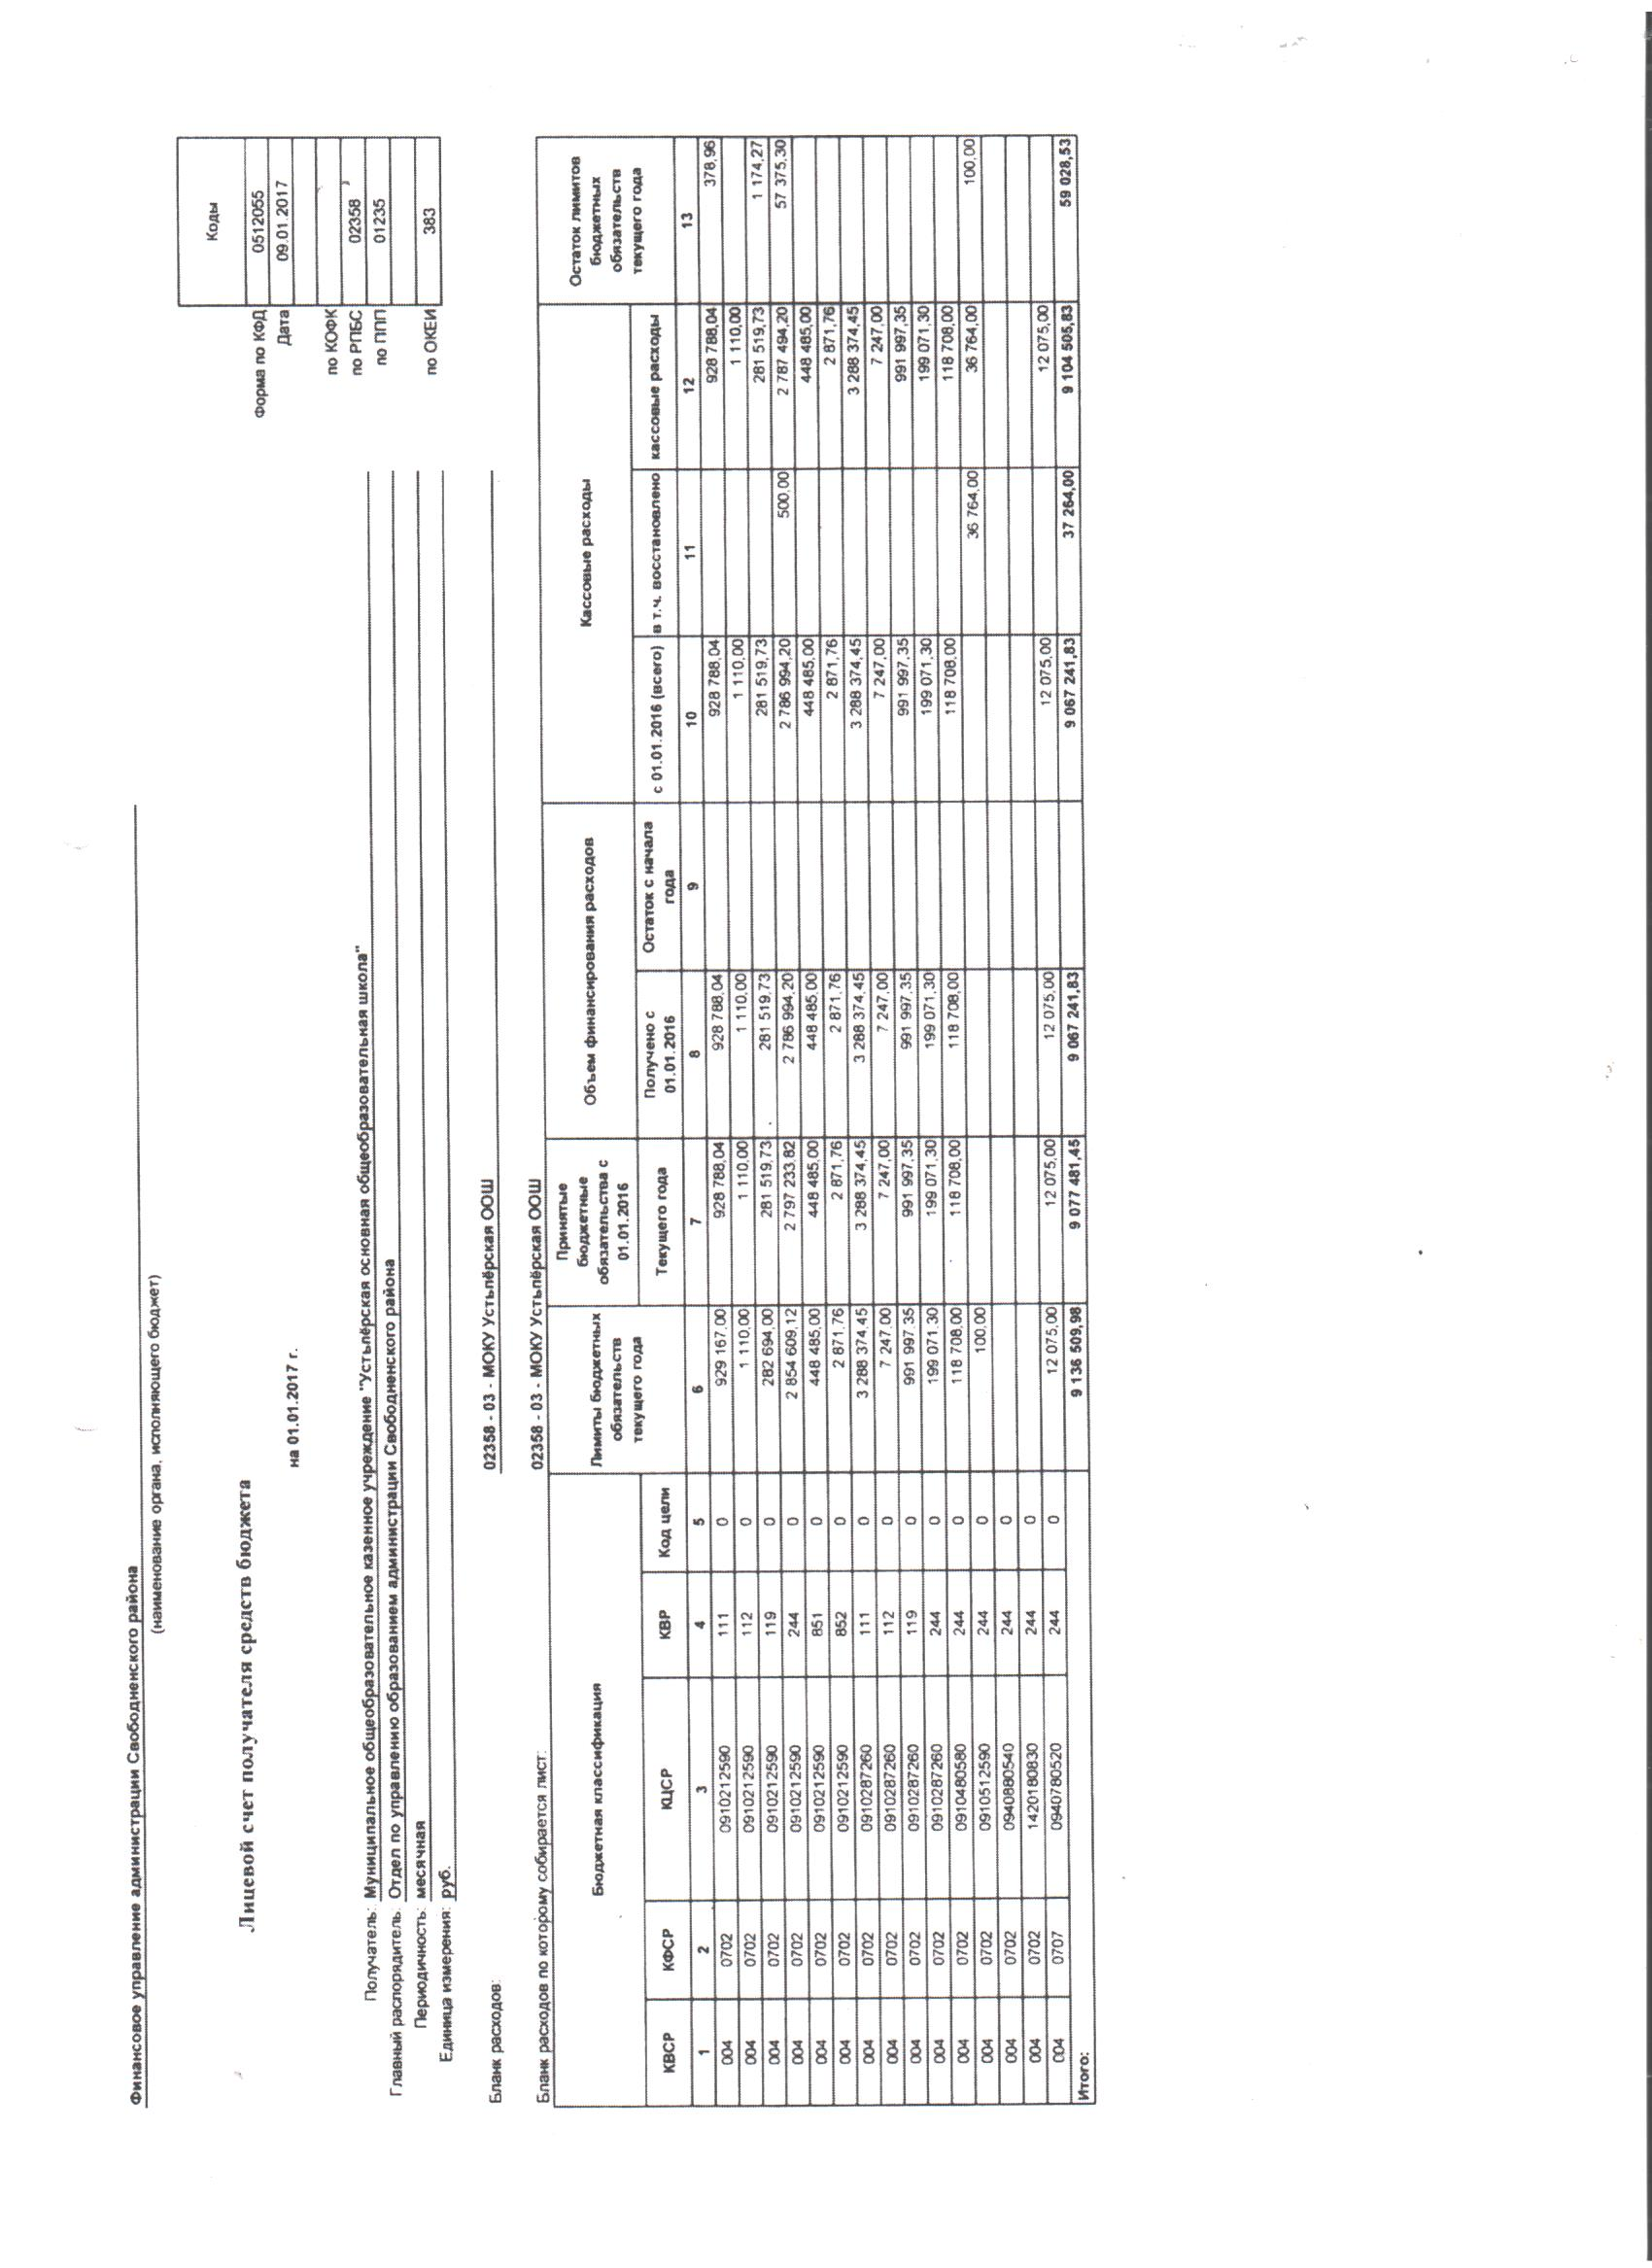 Финансовое управление администрации Свободненского района
(наименование органа, исполняющего бюджет)
Коды
Лицевой счет получателя средств бюджета
Форма по КФД 0512055
на 01.01.2017 г. Дата 09.01.2017
по КОФК
по РПБС 02358
Получатель: Муниципальное общеобразовательное казенное учреждение "Устьпёрская основная общеобразовательная школа"
по ППП 01235
Главный распорядитель: Отдел по управлению образованием администрации Свободненского района
Периодичность: месячная
Единица измерения: руб. по ОКЕИ 383
Бланк расходов: 02358 - 03 - МОКУ Устьпёрская ООШ
Бланк расходов по которому собирается лист: 02358 - 03 - МОКУ Устьпёрская ООШ
Бюджетная классификация Лимиты бюджетных обязательств текущего года Принятые бюджетные обязательства с 01.01.2016 Объем финансирования расходов Кассовые расходы Остаток лимитов бюджетных обязательств текущего года
КВСР КФСР КЦСР КВР Код цели Текущего года Получено с 01.01.2016 Остаток с начала года с 01.01.2016 (всего) в т.ч. восстановлено кассовые расходы
1 2 3 4 5 6 7 8 9 10 11 12 13
004 0702 0910212590 111 0 929 167,00 928 788,04 928 788,04 928 788,04 928 788,04 378,96
004 0702 0910212590 112 0 1 110,00 1 110,00 1 110,00 1 110,00 1 110,00
004 0702 0910212590 119 0 282 694,00 281 519,73 281 519,73 281 519,73 281 519,73 1 174,27
004 0702 0910212590 244 0 2 854 609,12 2 797 233,82 2 786 994,20 2 786 994,20 500,00 2 787 494,20 57 375,30
004 0702 0910212590 851 0 448 485,00 448 485,00 448 485,00 448 485,00 448 485,00
004 0702 0910212590 852 0 2 871,76 2 871,76 2 871,76 2 871,76 2 871,76
004 0702 0910287260 111 0 3 288 374,45 3 288 374,45 3 288 374,45 3 288 374,45 3 288 374,45
004 0702 0910287260 112 0 7 247,00 7 247,00 7 247,00 7 247,00 7 247,00
004 0702 0910287260 119 0 991 997,35 991 997,35 991 997,35 991 997,35 991 997,35
004 0702 0910287260 244 0 199 071,30 199 071,30 199 071,30 199 071,30 199 071,30
004 0702 0910480580 244 0 118 708,00 118 708,00 118 708,00 118 708,00 118 708,00
004 0702 0910512590 244 0 100,00 36 764,00 36 764,00 100,00
004 0702 0940880540 244 0
004 0702 1420180830 244 0
004 0707 0940780520 244 0 12 075,00 12 075,00 12 075,00 12 075,00 12 075,00
Итого: 9 136 509,98 9 077 481,45 9 067 241,83 9 067 241,83 37 264,00 9 104 505,83 59 028,53